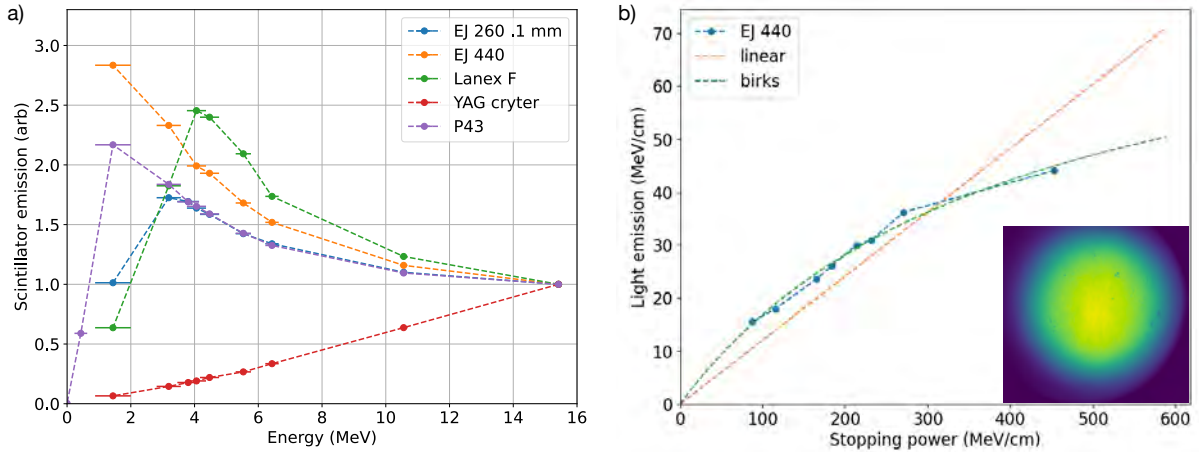 a)
Scintillator emission (arb)
3.0
2.5
2.0
1.5
1.0
0.5
0.0
0
2
4
6
8
10
12
14
16
Energy (MeV)
EJ 260 .1 mm
EJ 440
Lanex F
YAG cryter
P43
b)
Light emission (MeV/cm)
70
60
50
40
30
20
10
0
0
100
200
300
400
500
600
Stopping power (MeV/cm)
EJ 440
linear
birks